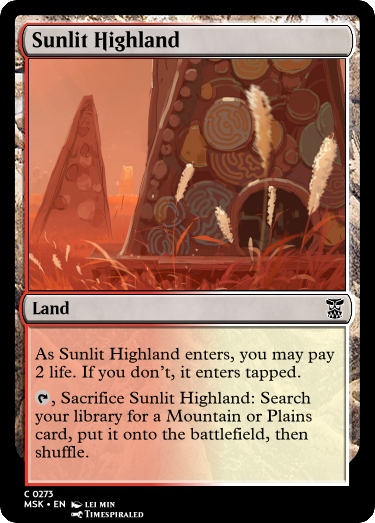 Sunlit Highland
Land
As Sunlit Highland enters, you may pay
2 life. If you don't, it enters tapped.
, Sacrifice Sunlit Highland: Search
your library for a Mountain or Plains
card, put it onto the battlefield, then
shuffle.
C 0273
MSK • EN LEI MIN
TIMESPIRALED